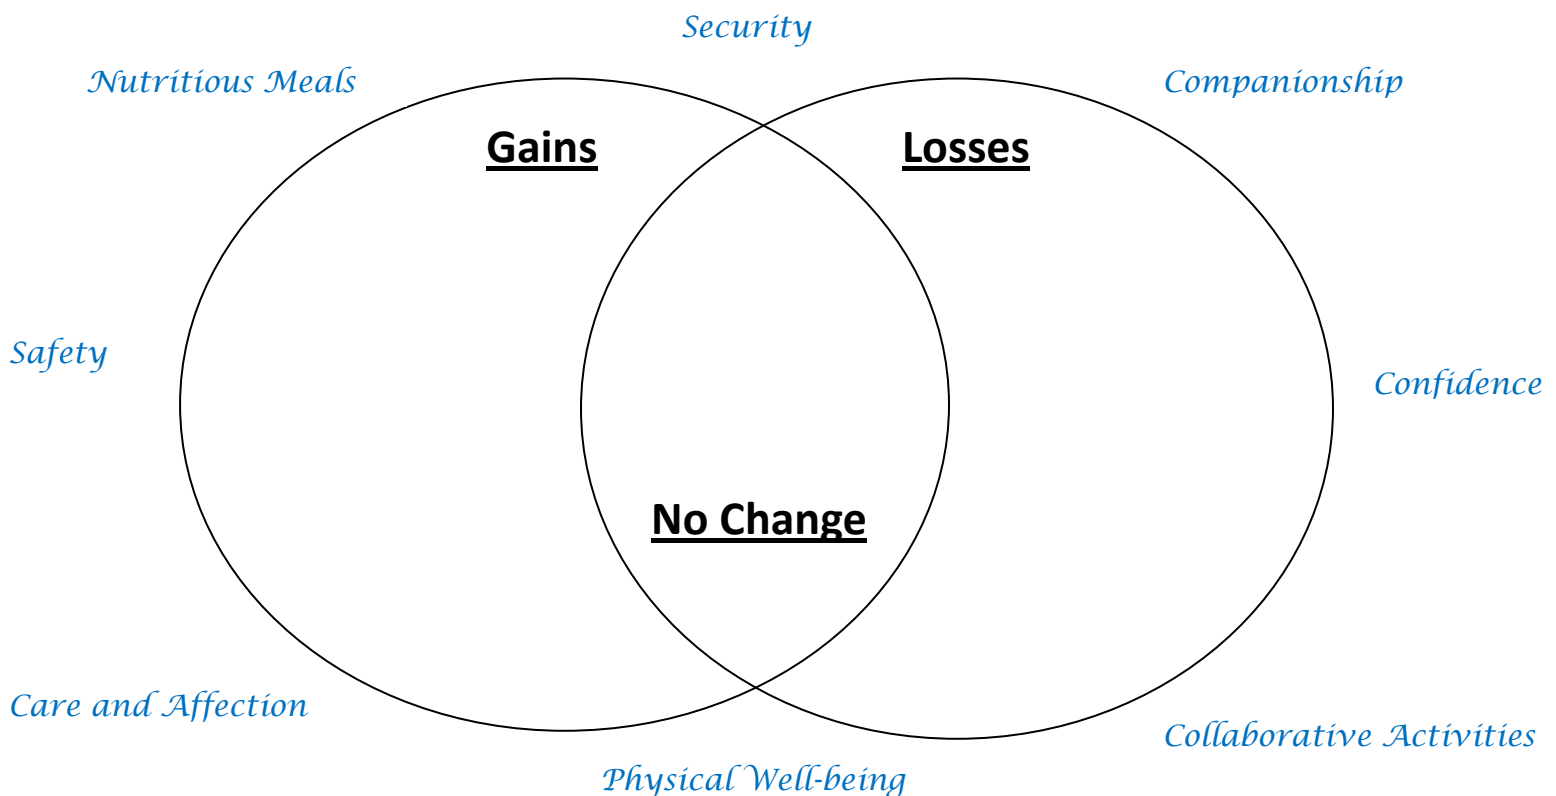 Security
Nutritious Meals
Companionship
Gains
Losses
Safety
Confidence
No Change
Care and Affection
Collaborative Activities
Physical Well-being